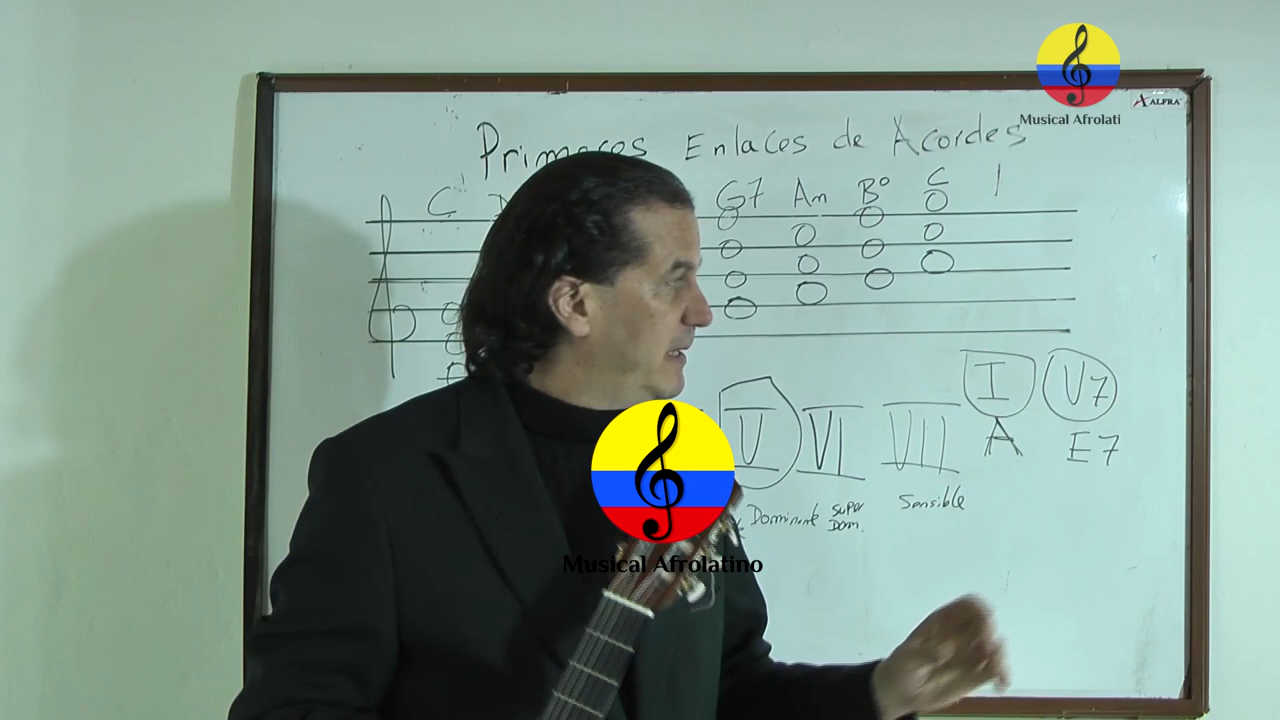 Musical Afrolati
ALFRA
Primeros Enlaces de Acordes
C G7 Am B° C
I V7
V VI VII A E7
Dominante Super Dom. Sensible
Musical Afrolatino